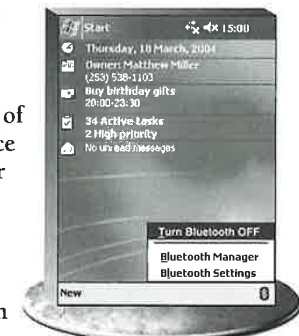 Start 15:00
Thursday, 18 March, 2004
Owner: Matthew Miller
(253) 538-1103
Buy birthday gifts
20:00-23:30
34 Active tasks
2 High priority
No unread messages
Turn Bluetooth OFF
Bluetooth Manager
Bluetooth Settings
New
of